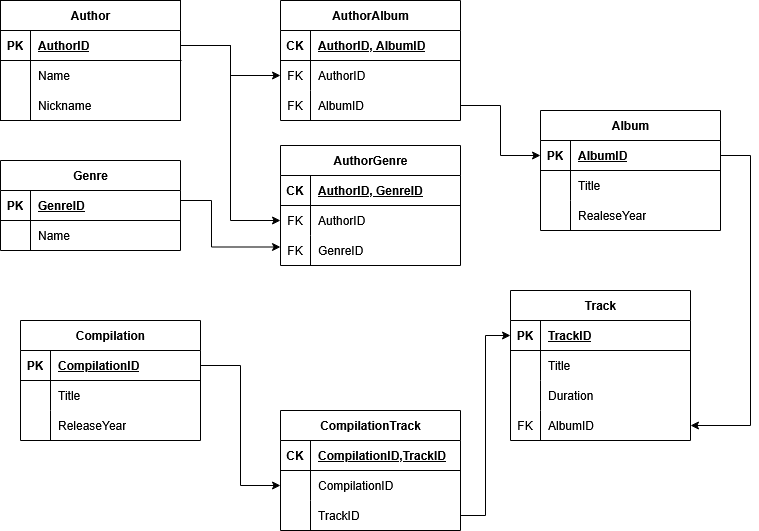 Author
PK AuthorID
Name
Nickname
AuthorAlbum
CK AuthorID, AlbumID
FK AuthorID
FK AlbumID
Album
PK AlbumID
Title
RealeseYear
Genre
PK GenreID
Name
AuthorGenre
CK AuthorID, GenreID
FK AuthorID
FK GenreID
Track
PK TrackID
Title
Duration
FK AlbumID
Compilation
PK CompilationID
Title
ReleseYear
CompilationTrack
CK CompilationID,TrackID
CompilationID
TrackID